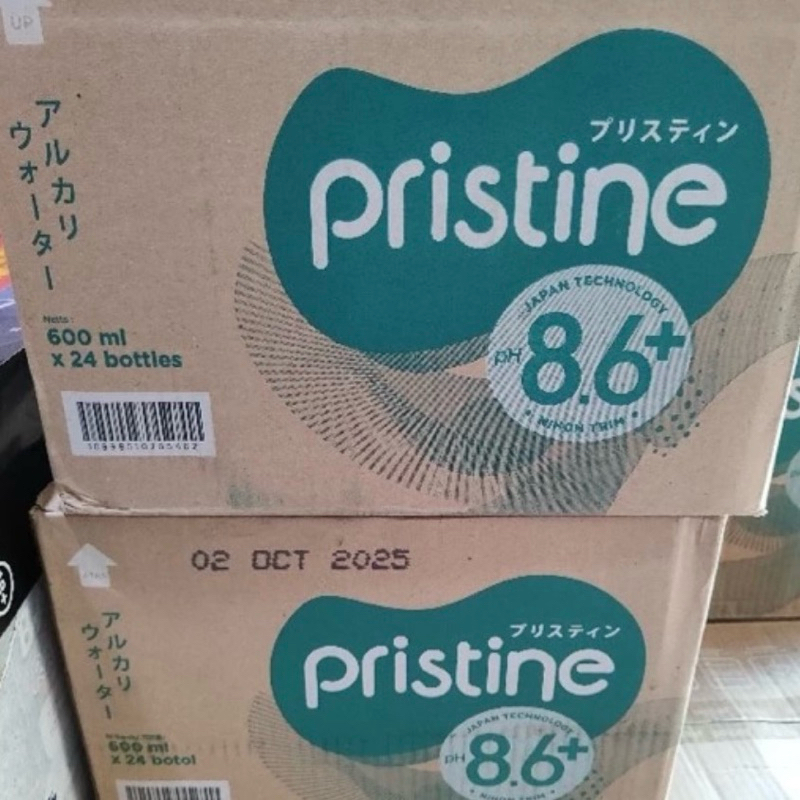 UP
アルカリ
ウォーター
プリスティン
pristine
JAPAN TECHNOLOGY
pH 8.6+
NIHON TRIM
Netto :
600 ml
x 24 bottles
02 OCT 2025
アルカリ
ウォーター
プリスティン
pristine
JAPAN TECHNOLOGY
pH 8.6+
NIHON TRIM
600 ml
x 24 botol